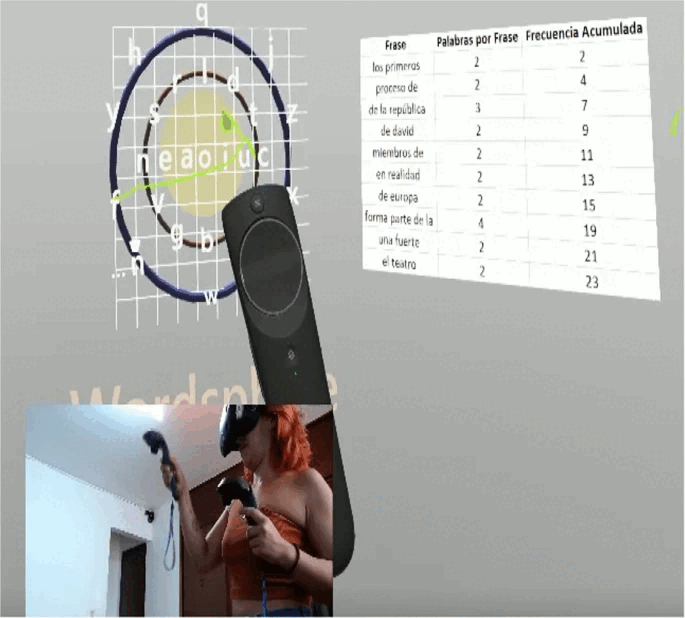 q
h j
r l d
y s t z
n e a o i u c
f v x
g b
ñ
...
w
Wordsphere
Frase Palabras por Frase Frecuencia Acumulada
los primeros 2 2
proceso de 2 4
de la república 3 7
de david 2 9
miembros de 2 11
en realidad 2 13
de europa 2 15
forma parte de la 4 19
una fuerte 2 21
el teatro 2 23